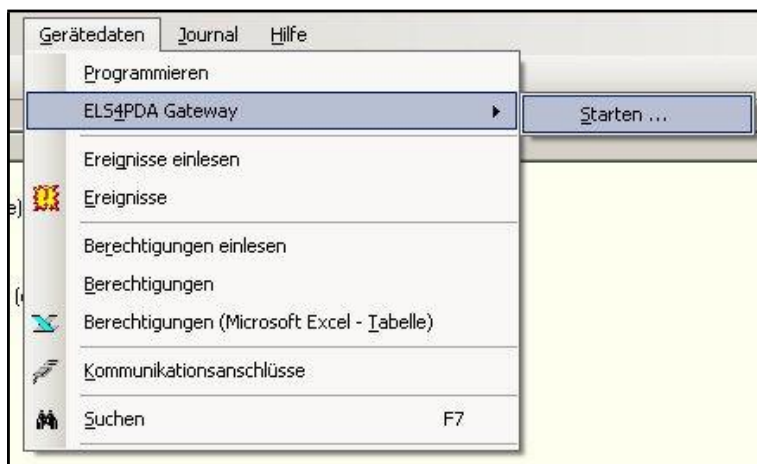 Gerätedaten Journal Hilfe
Programmieren
ELS4PDA Gateway Starten ...
Ereignisse einlesen
Ereignisse
e)
Berechtigungen einlesen
Berechtigungen
Berechtigungen (Microsoft Excel - Tabelle)
Kommunikationsanschlüsse
Suchen F7